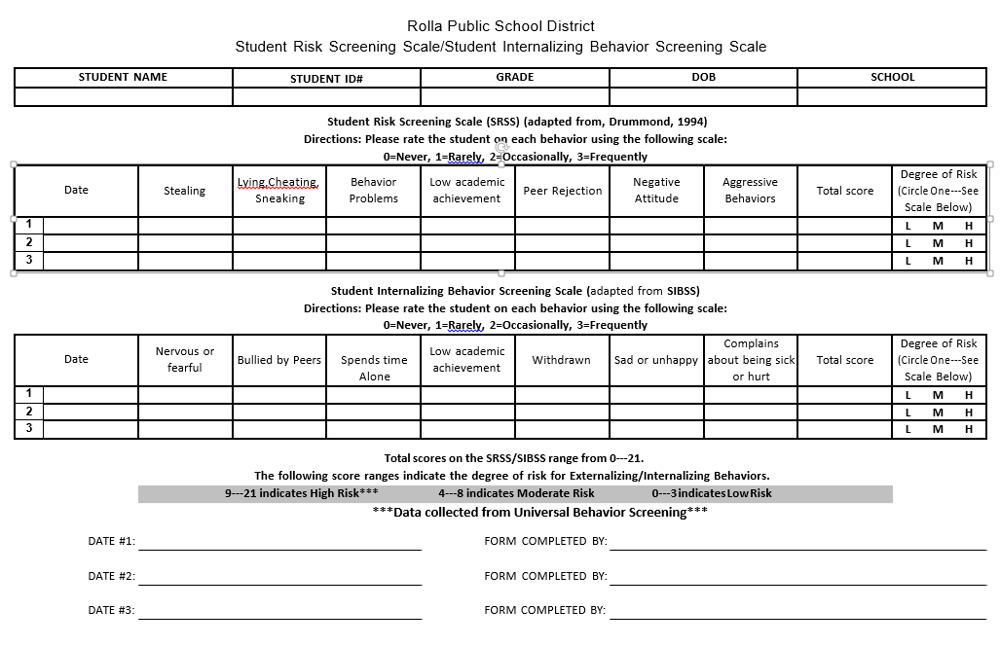 Rolla Public School District
Student Risk Screening Scale/Student Internalizing Behavior Screening Scale
STUDENT NAME STUDENT ID# GRADE DOB SCHOOL
Student Risk Screening Scale (SRSS) (adapted from, Drummond, 1994)
Directions: Please rate the student on each behavior using the following scale:
0=Never, 1=Rarely, 2=Occasionally, 3=Frequently
Date Stealing Lying,Cheating, Sneaking Behavior Problems Low academic achievement Peer Rejection Negative Attitude Aggressive Behaviors Total score Degree of Risk (Circle One---See Scale Below)
1 L M H
2 L M H
3 L M H
Student Internalizing Behavior Screening Scale (adapted from SIBSS)
Directions: Please rate the student on each behavior using the following scale:
0=Never, 1=Rarely, 2=Occasionally, 3=Frequently
Date Nervous or fearful Bullied by Peers Spends time Alone Low academic achievement Withdrawn Sad or unhappy Complains about being sick or hurt Total score Degree of Risk (Circle One---See Scale Below)
1 L M H
2 L M H
3 L M H
Total scores on the SRSS/SIBSS range from 0---21.
The following score ranges indicate the degree of risk for Externalizing/Internalizing Behaviors.
9---21 indicates High Risk*** 4---8 indicates Moderate Risk 0---3 indicates Low Risk
***Data collected from Universal Behavior Screening***
DATE #1: FORM COMPLETED BY:
DATE #2: FORM COMPLETED BY:
DATE #3: FORM COMPLETED BY: